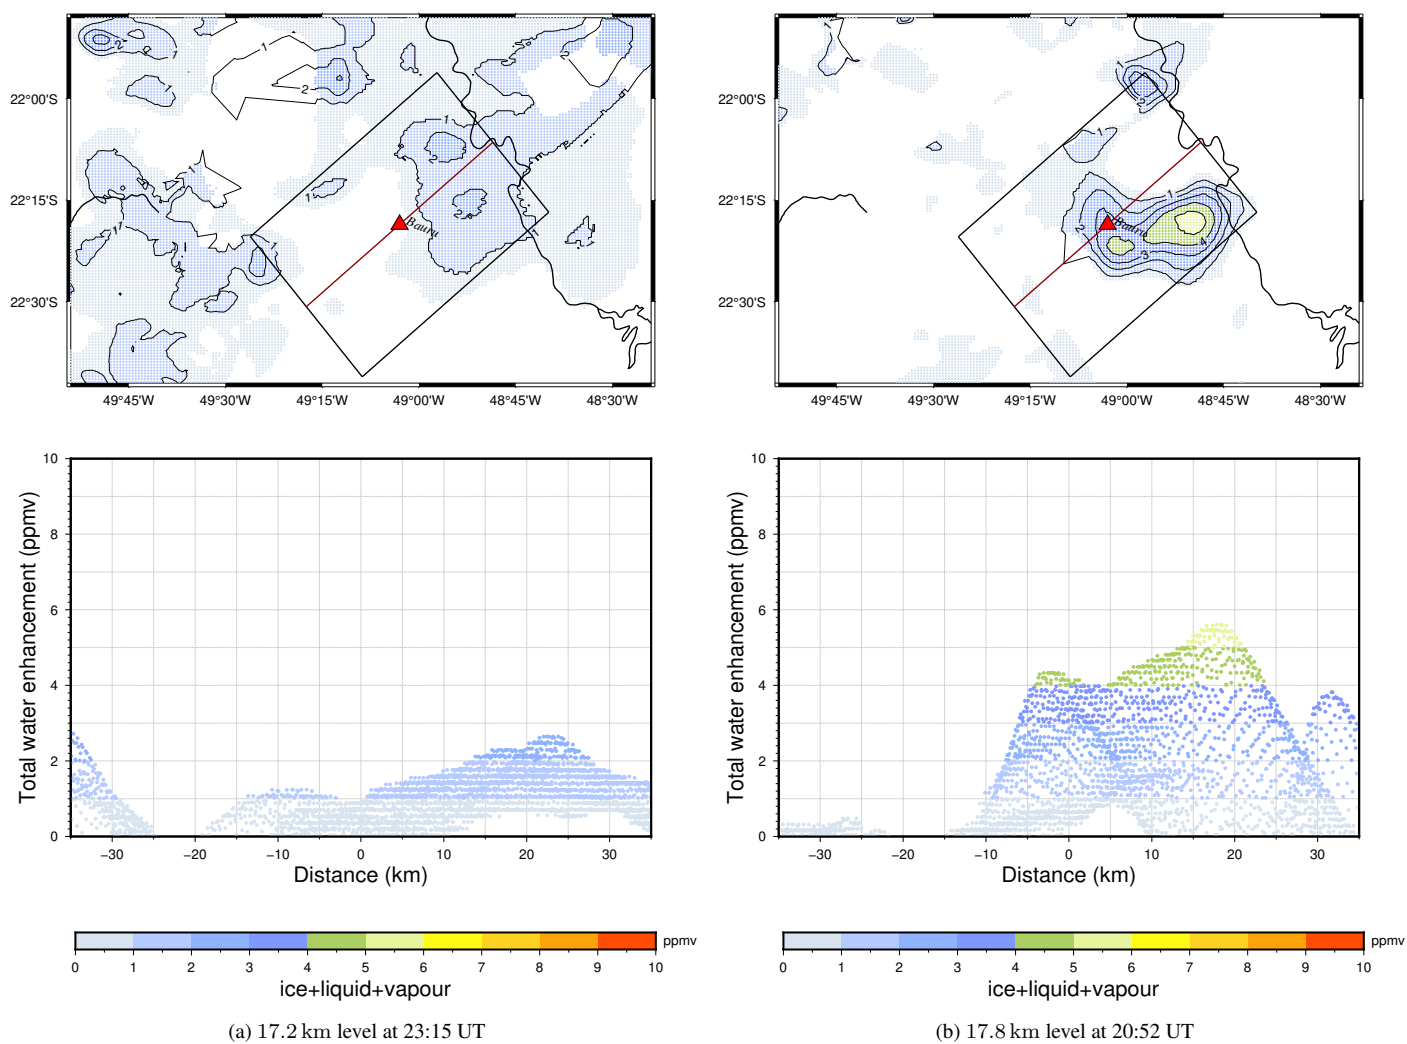 22°00'S
22°15'S
22°30'S
49°45'W 49°30'W 49°15'W 49°00'W 48°45'W 48°30'W
Bauru
22°00'S
22°15'S
22°30'S
49°45'W 49°30'W 49°15'W 49°00'W 48°45'W 48°30'W
Bauru
Total water enhancement (ppmv)
10
8
6
4
2
0
−30 −20 −10 0 10 20 30
Distance (km)
Total water enhancement (ppmv)
10
8
6
4
2
0
−30 −20 −10 0 10 20 30
Distance (km)
ppmv
0 1 2 3 4 5 6 7 8 9 10
ice+liquid+vapour
ppmv
0 1 2 3 4 5 6 7 8 9 10
ice+liquid+vapour
(a) 17.2 km level at 23:15 UT
(b) 17.8 km level at 20:52 UT